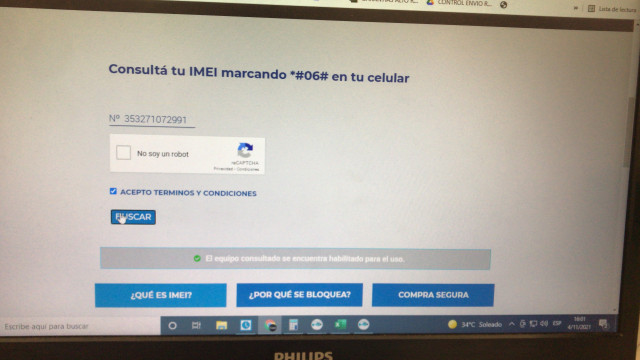 CONTROL ENVIO R...
Lista de lectura
Consultá tu IMEI marcando *#06# en tu celular
Nº 353271072991
No soy un robot
reCAPTCHA
Privacidad - Condiciones
ACEPTO TERMINOS Y CONDICIONES
BUSCAR
El equipo consultado se encuentra habilitado para el uso.
¿QUÉ ES IMEI?
¿POR QUÉ SE BLOQUEA?
COMPRA SEGURA
Escribe aquí para buscar
34°C Soleado
ESP
4/11/2021
PHILIPS